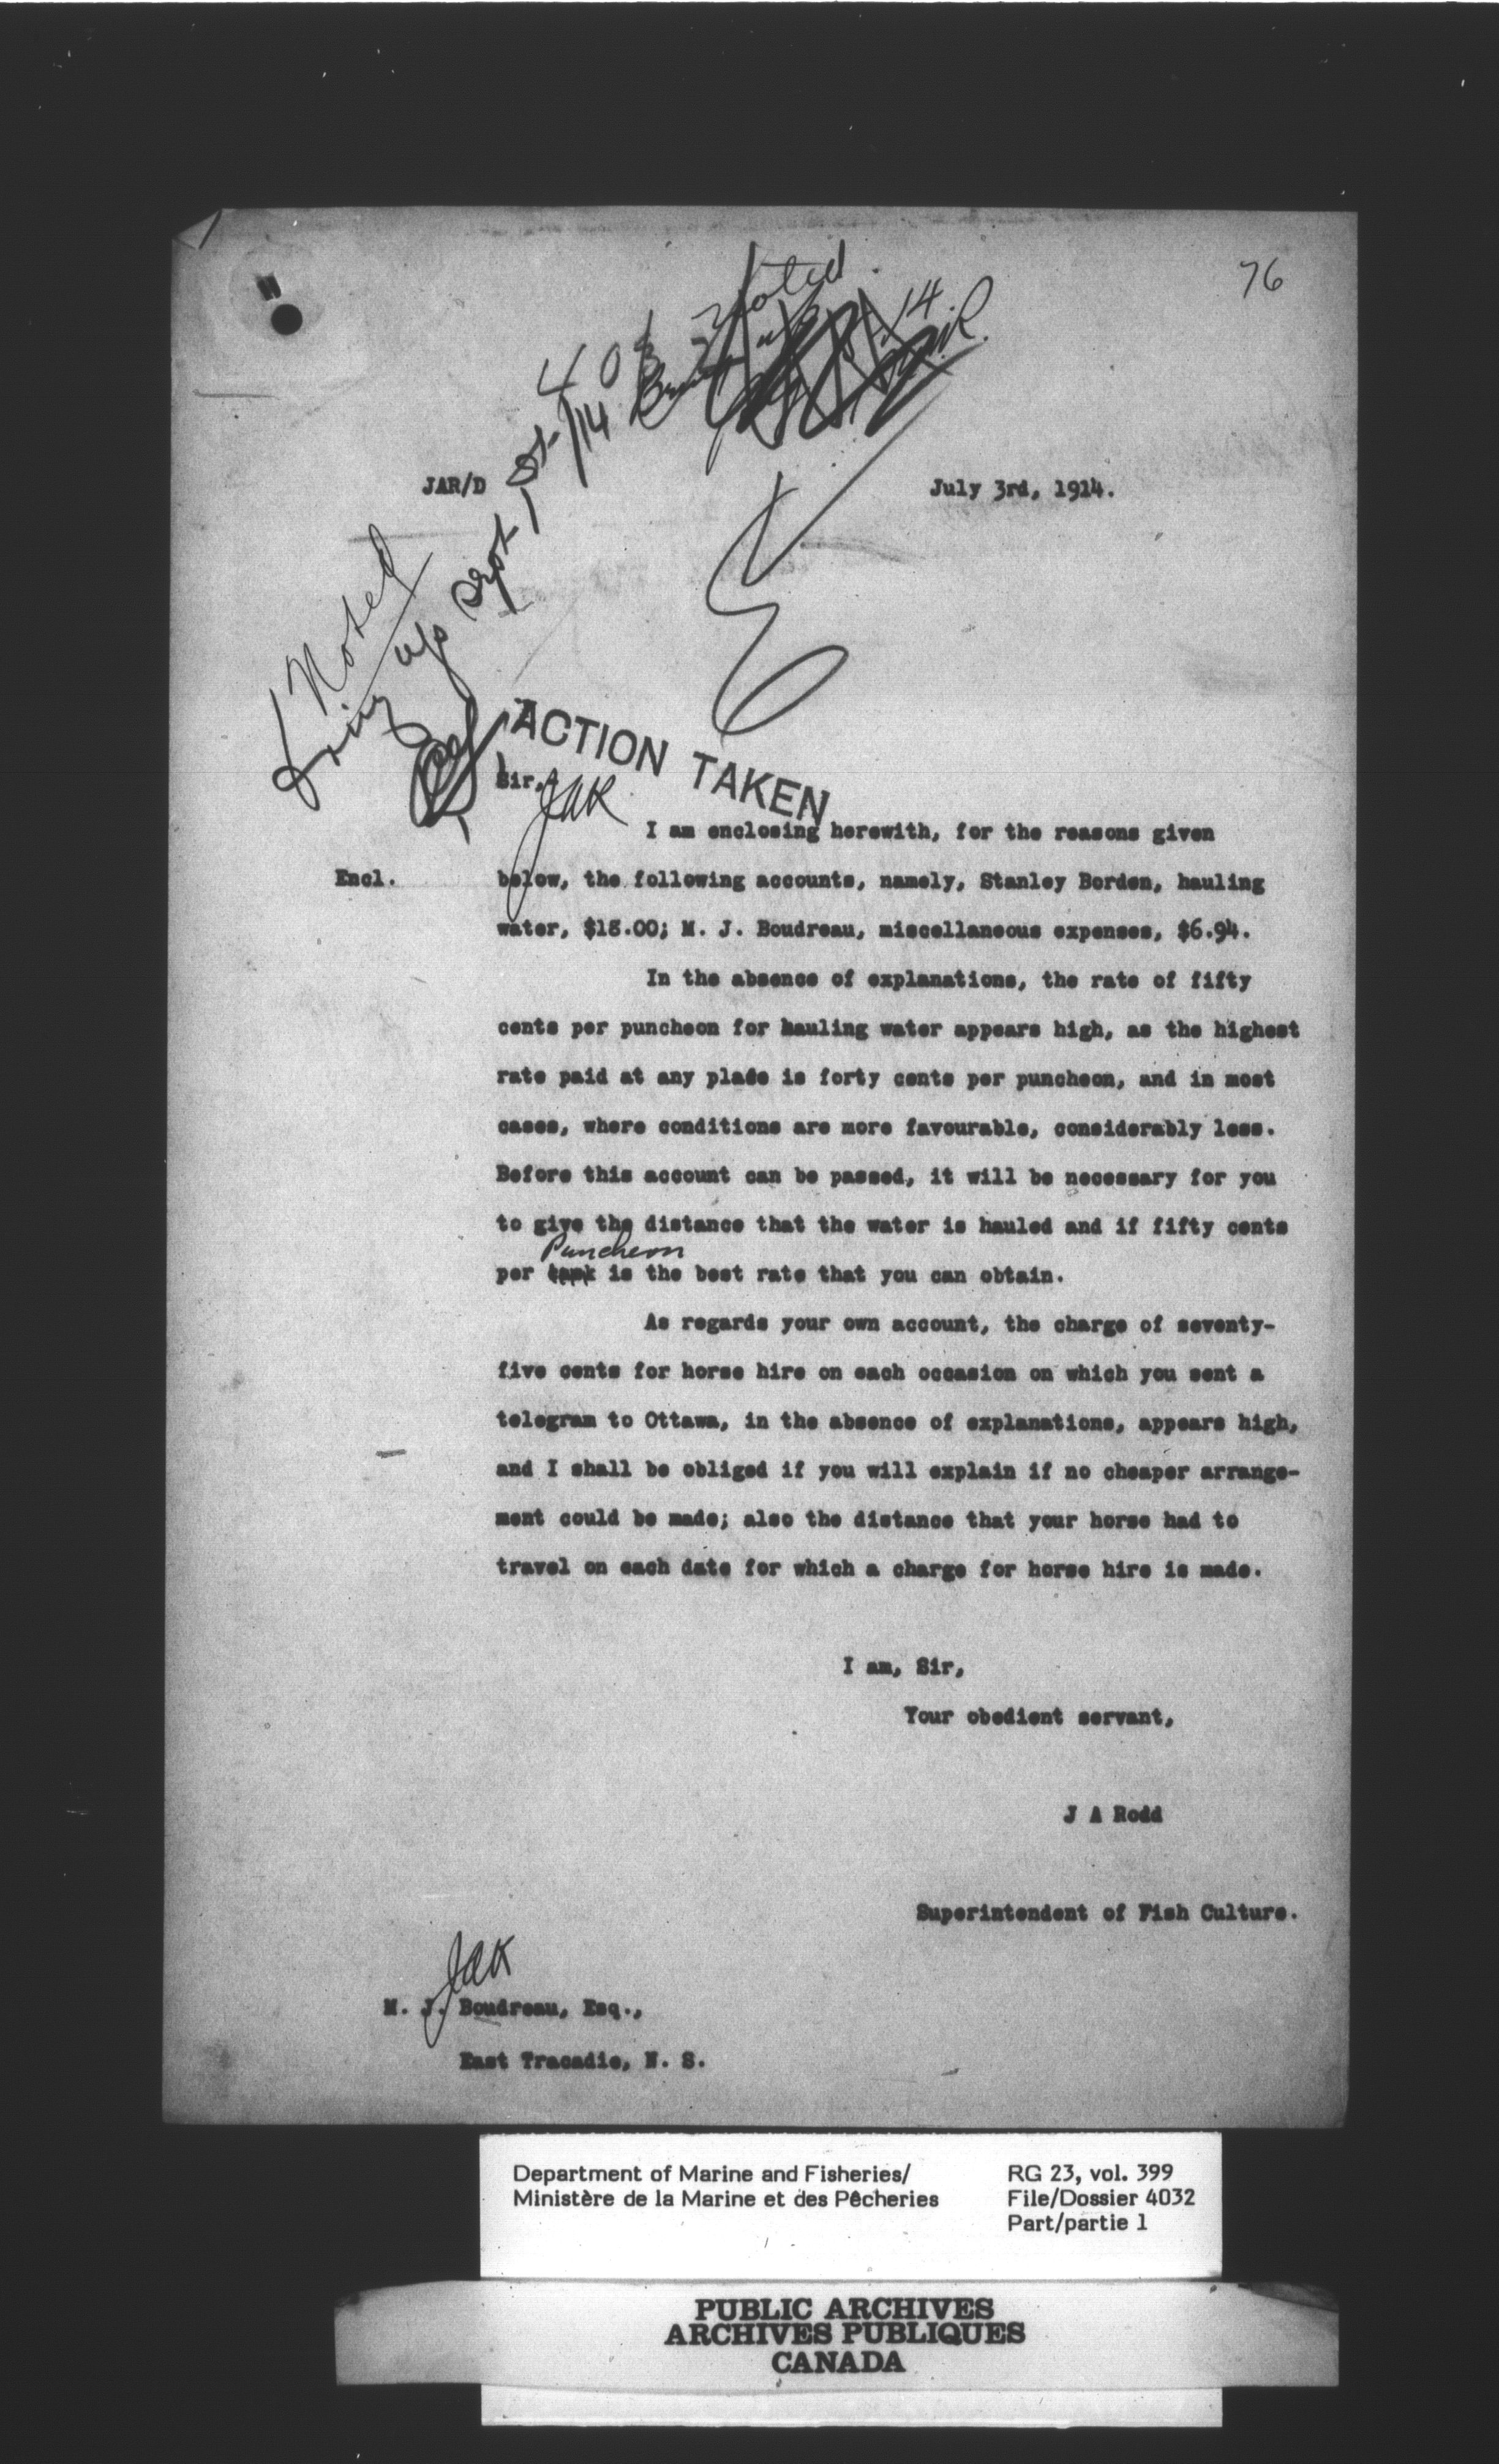 76
Noted
403
JAR/D
July 3rd, 1914.
Noted
Bring up Sept 1/14
ACTION TAKEN
Sir,
JAR
I am enclosing herewith, for the reasons given
Encl.
below, the following accounts, namely, Stanley Borden, hauling
water, $18.00; M. J. Boudreau, miscellaneous expenses, $6.94.
In the absence of explanations, the rate of fifty
cents per puncheon for hauling water appears high, as the highest
rate paid at any place is forty cents per puncheon, and in most
cases, where conditions are more favourable, considerably less.
Before this account can be passed, it will be necessary for you
to give the distance that the water is hauled and if fifty cents
Puncheon
per tank is the best rate that you can obtain.
As regards your own account, the charge of seventy-
five cents for horse hire on each occasion on which you sent a
telegram to Ottawa, in the absence of explanations, appears high,
and I shall be obliged if you will explain if no cheaper arrange-
ment could be made; also the distance that your horse had to
travel on each date for which a charge for horse hire is made.
I am, Sir,
Your obedient servant,
J A Rodd
Superintendent of Fish Culture.
JAR
M. J. Boudreau, Esq.,
East Tracadie, N. S.
Department of Marine and Fisheries/
Ministère de la Marine et des Pêcheries
RG 23, vol. 399
File/Dossier 4032
Part/partie 1
PUBLIC ARCHIVES
ARCHIVES PUBLIQUES
CANADA